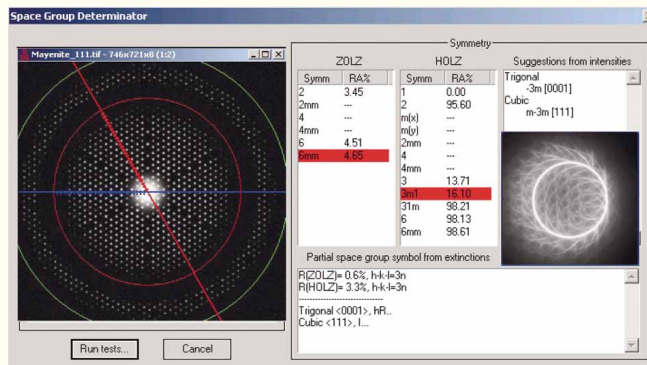 Space Group Determinator
Mayenite_111.tif - 746x721x8 (1:2)
Symmetry
ZOLZ
Symm RA%
2 3.45
2mm ---
4 ---
4mm ---
6 4.51
6mm 4.65
HOLZ
Symm RA%
1 0.00
2 95.60
m(x) ---
m(y) ---
2mm ---
4 ---
4mm ---
3 13.71
3m1 16.10
31m 98.21
6 98.13
6mm 98.61
Suggestions from intensities
Trigonal
-3m [0001]
Cubic
m-3m [111]
Partial space group symbol from extinctions
R(ZOLZ)= 0.6%, h-k-l=3n
R(HOLZ)= 3.3%, h-k-l=3n
------------------------------
Trigonal <0001>, hR..
Cubic <111>, I...
Run tests...
Cancel